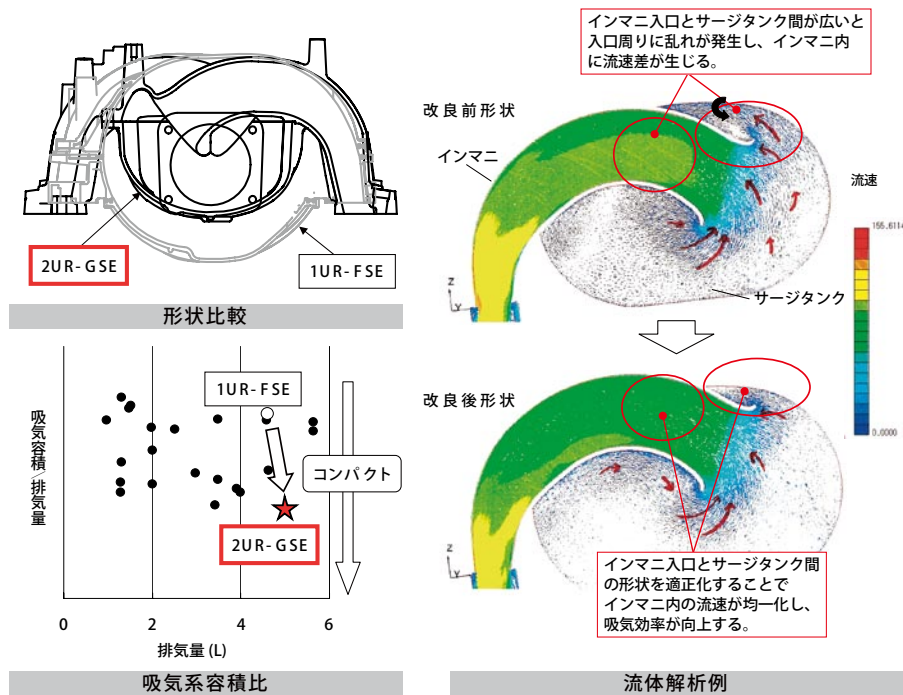 2UR-GSE
1UR-FSE
形状比較
吸気容積/排気量
1UR-FSE
コンパクト
2UR-GSE
0
2
4
6
排気量 (L)
吸気系容積比
インマニ入口とサージタンク間が広いと
入口周りに乱れが発生し、インマニ内
に流速差が生じる。
改良前形状
インマニ
流速
155.6114
0.0000
サージタンク
Z
Y
改良後形状
Z
Y
インマニ入口とサージタンク間
の形状を適正化することで
インマニ内の流速が均一化し、
吸気効率が向上する。
流体解析例